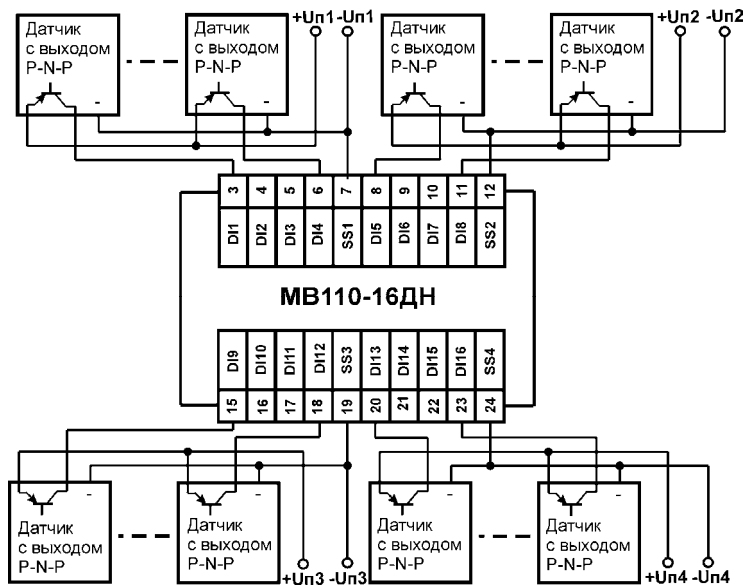 +Uп1 -Uп1
+Uп2 -Uп2
Датчик
с выходом
P-N-P
-
Датчик
с выходом
P-N-P
-
Датчик
с выходом
P-N-P
-
Датчик
с выходом
P-N-P
-
3 4 5 6 7 8 9 10 11 12
DI1 DI2 DI3 DI4 SS1 DI5 DI6 DI7 DI8 SS2
МВ110-16ДН
DI9 DI10 DI11 DI12 SS3 DI13 DI14 DI15 DI16 SS4
15 16 17 18 19 20 21 22 23 24
-
Датчик
с выходом
P-N-P
-
Датчик
с выходом
P-N-P
-
Датчик
с выходом
P-N-P
-
Датчик
с выходом
P-N-P
+Uп3 -Uп3
+Uп4 -Uп4